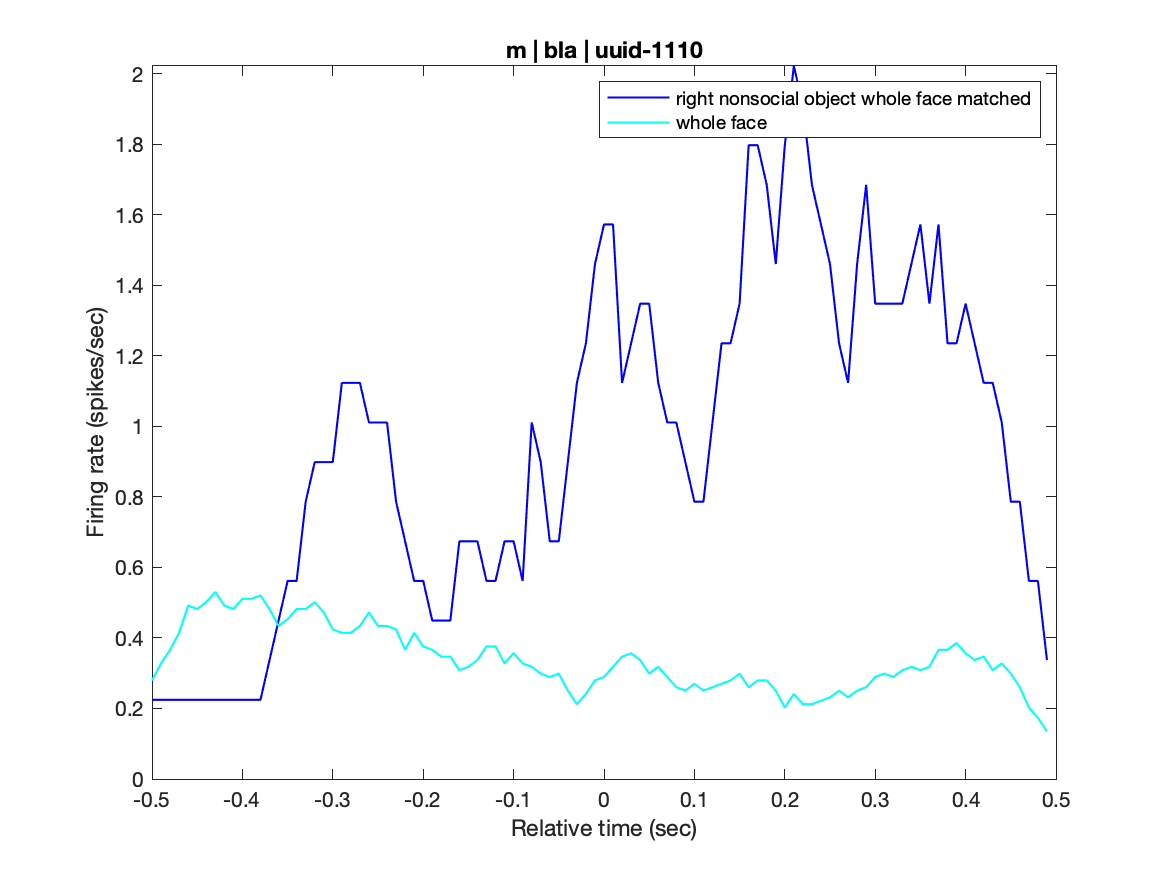 m | bla | uuid-1110
right nonsocial object whole face matched
whole face
Firing rate (spikes/sec)
2
1.8
1.6
1.4
1.2
1
0.8
0.6
0.4
0.2
0
-0.5 -0.4 -0.3 -0.2 -0.1 0 0.1 0.2 0.3 0.4 0.5
Relative time (sec)